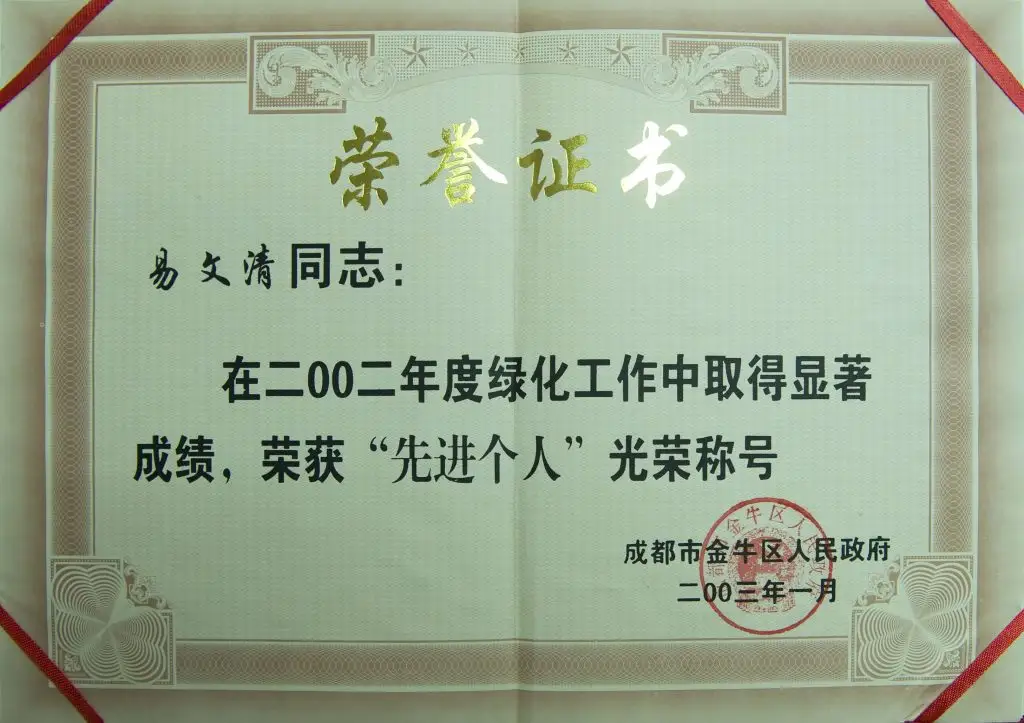 荣誉证书
易文清同志：
在二00二年度绿化工作中取得显著
成绩，荣获“先进个人”光荣称号
成都市金牛区人民政府
二00三年一月